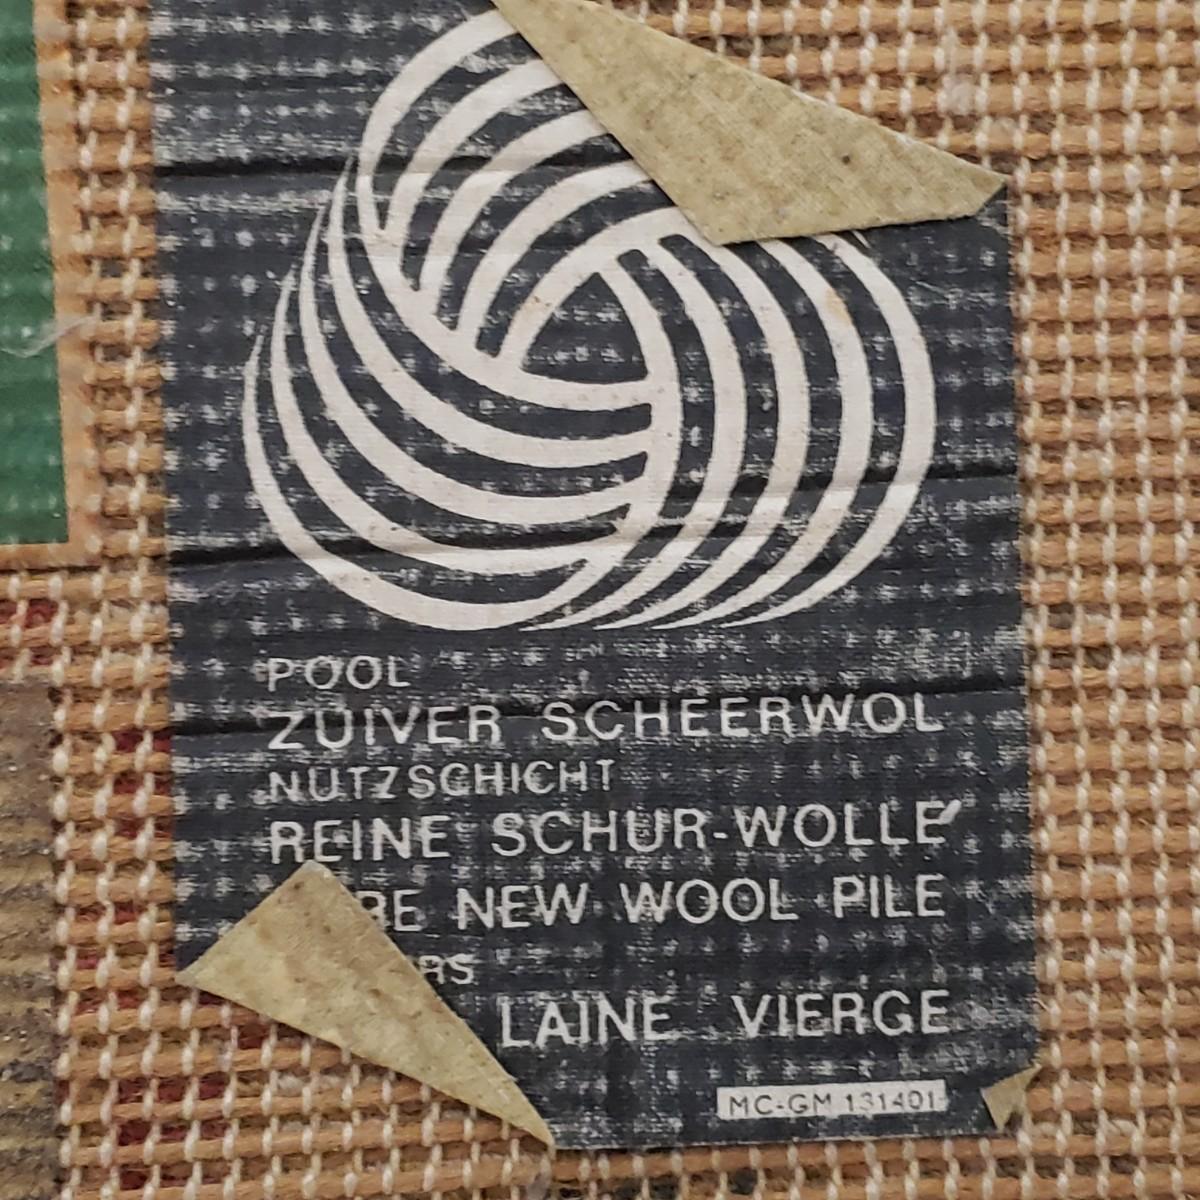 POOL
ZUIVER SCHEERWOL
NUTZSCHICHT
REINE SCHUR-WOLLE
NEW WOOL PILE
LAINE VIERGE
MC-GM 131401